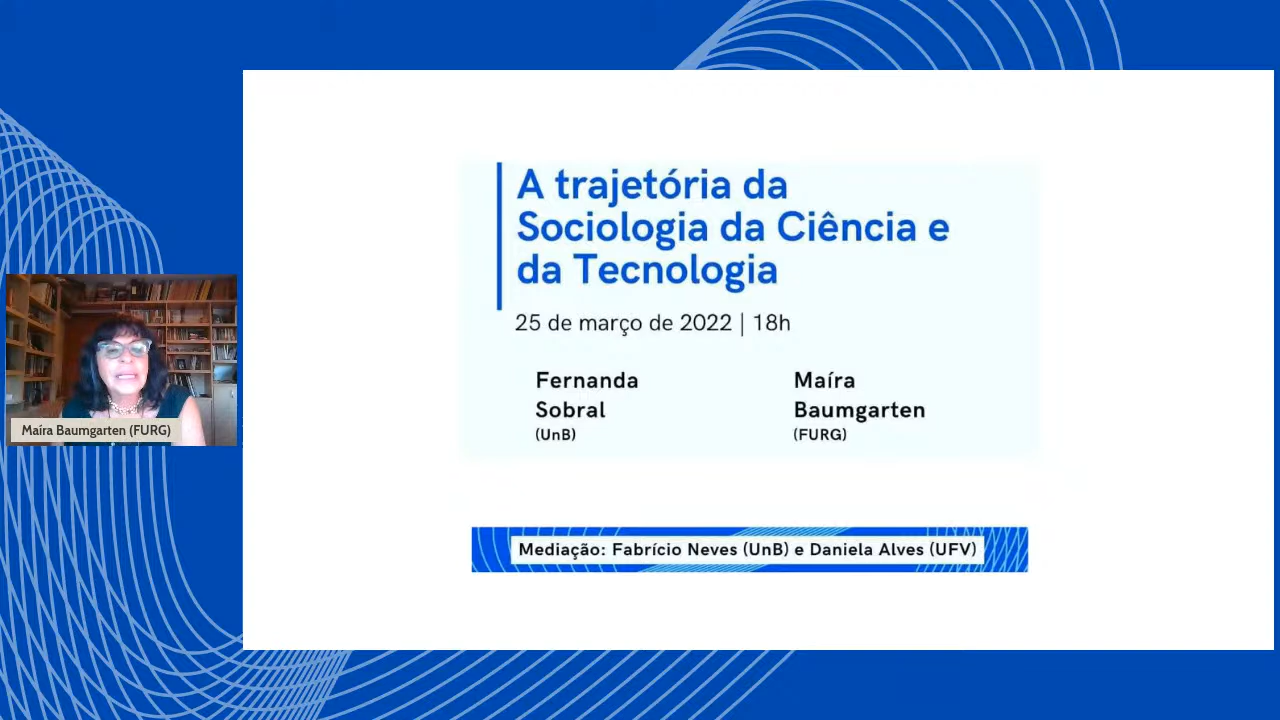 A trajetória da
Sociologia da Ciência e
da Tecnologia
25 de março de 2022 | 18h
Fernanda
Sobral
(UnB)
Maíra
Baumgarten
(FURG)
Mediação: Fabrício Neves (UnB) e Daniela Alves (UFV)
Maíra Baumgarten (FURG)